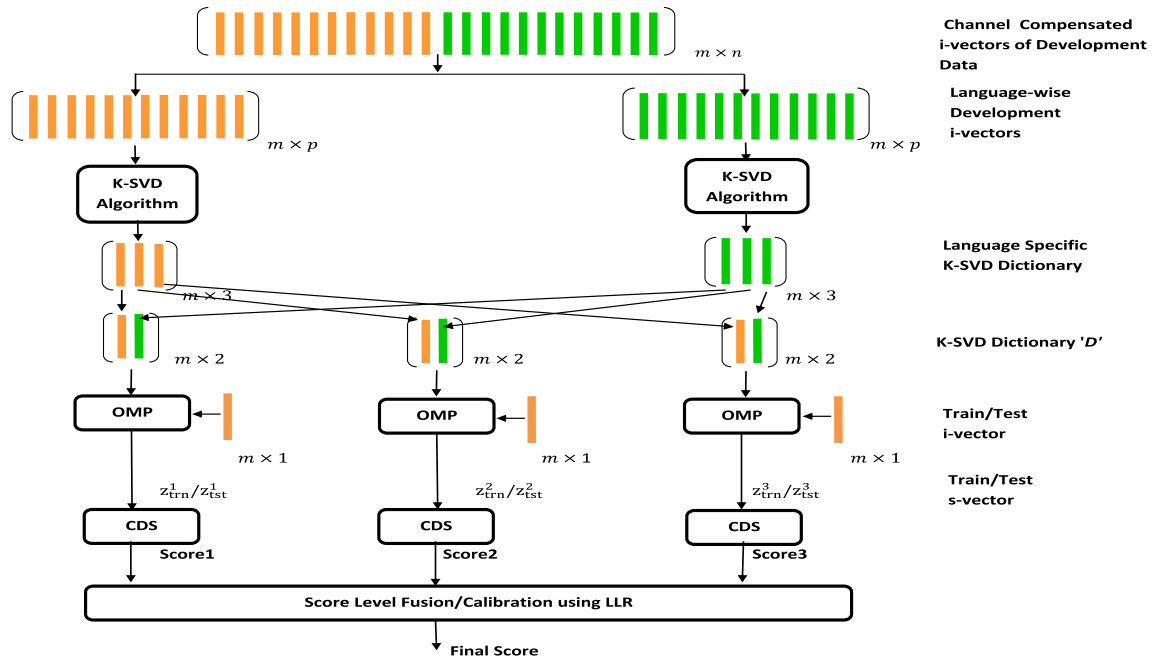 Channel Compensated
i-vectors of Development
Data
m × n
Language-wise
Development
i-vectors
m × p
m × p
K-SVD
Algorithm
K-SVD
Algorithm
Language Specific
K-SVD Dictionary
m × 3
m × 3
K-SVD Dictionary 'D'
m × 2
m × 2
m × 2
OMP
OMP
OMP
Train/Test
i-vector
m × 1
m × 1
m × 1
Train/Test
s-vector
z¹trn/z¹tst
z²trn/z²tst
z³trn/z³tst
CDS
CDS
CDS
Score1
Score2
Score3
Score Level Fusion/Calibration using LLR
Final Score